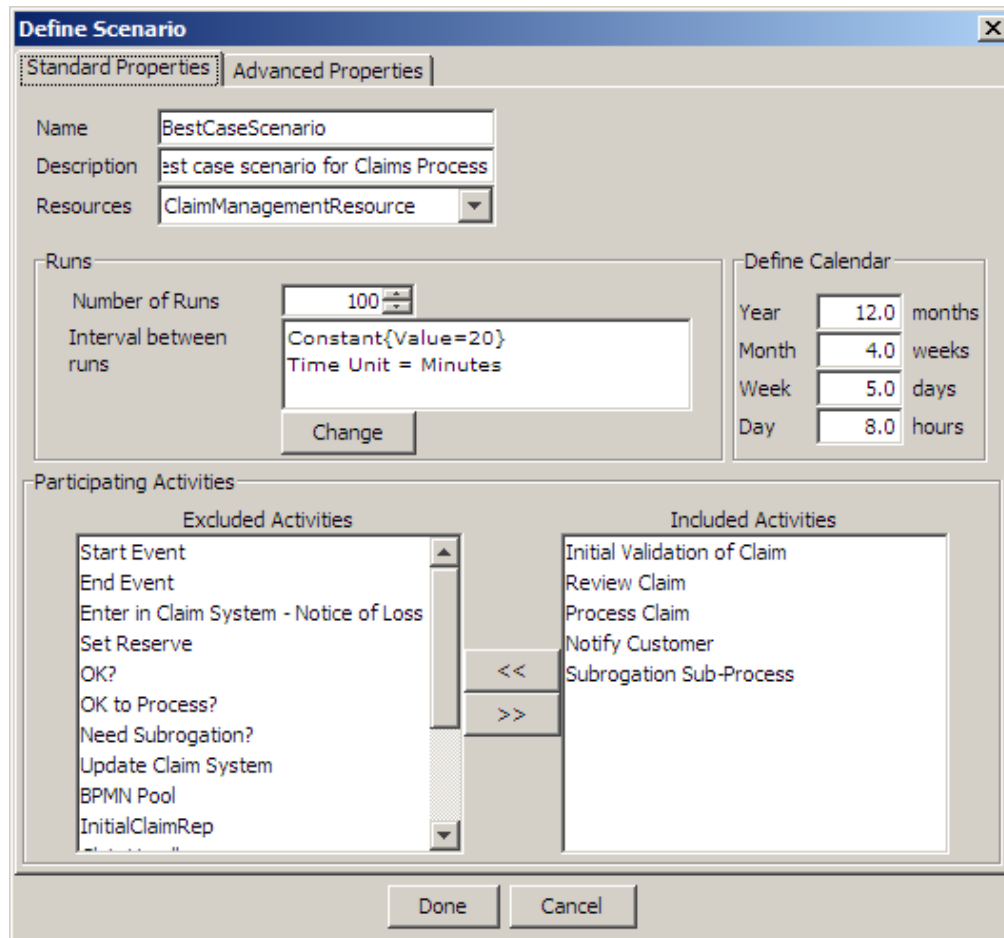 Define Scenario
Standard Properties
Advanced Properties
Name
BestCaseScenario
Description
est case scenario for Claims Process
Resources
ClaimManagementResource
Runs
Number of Runs
100
Interval between
runs
Constant{Value=20}
Time Unit = Minutes
Change
Define Calendar
Year 12.0 months
Month 4.0 weeks
Week 5.0 days
Day 8.0 hours
Participating Activities
Excluded Activities
Start Event
End Event
Enter in Claim System - Notice of Loss
Set Reserve
OK?
OK to Process?
Need Subrogation?
Update Claim System
BPMN Pool
InitialClaimRep
<<
>>
Included Activities
Initial Validation of Claim
Review Claim
Process Claim
Notify Customer
Subrogation Sub-Process
Done
Cancel